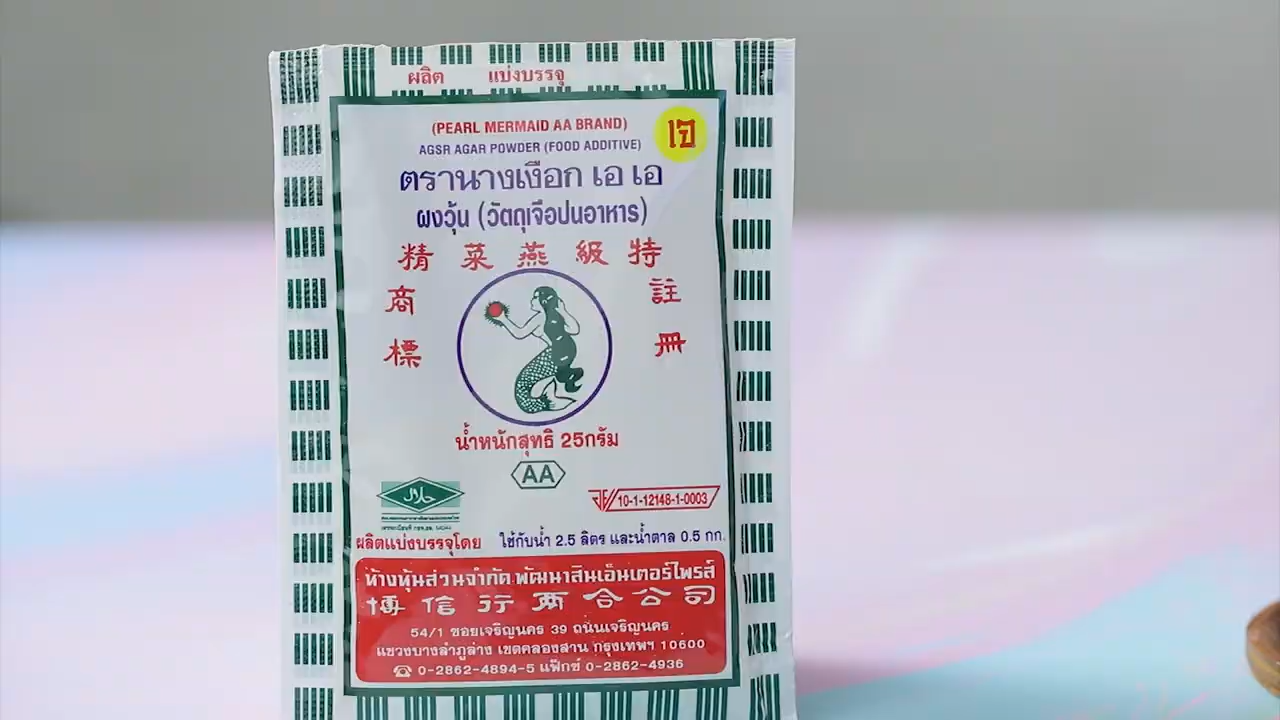 ผลิต แบ่งบรรจุ
(PEARL MERMAID AA BRAND)
เจ
AGSR AGAR POWDER (FOOD ADDITIVE)
ตรานางเงือก เอ เอ
ผงวุ้น (วัตถุเจือปนอาหาร)
精 菜 燕 級 特
商 註
標 冊
น้ำหนักสุทธิ 25กรัม
AA
حلال
10-1-12148-1-0003
ผลิตแบ่งบรรจุโดย ใช้กับน้ำ 2.5 ลิตร และน้ำตาล 0.5 กก.
ห้างหุ้นส่วนจำกัด พัฒนาสินเอ็นเตอร์ไพรส์
博 信 行 兩 合 公 司
54/1 ซอยเจริญนคร 39 ถนนเจริญนคร
แขวงบางลำภูล่าง เขตคลองสาน กรุงเทพฯ 10600
☎ 0-2862-4894-5 แฟ็กซ์ 0-2862-4936